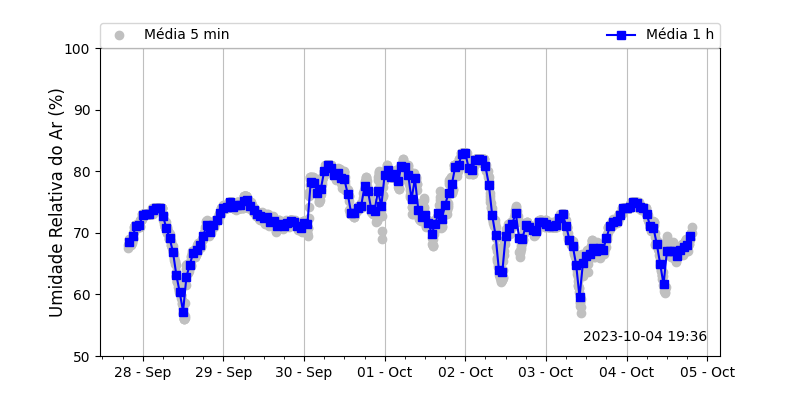 Média 5 min
Média 1 h
Umidade Relativa do Ar (%)
100
90
80
70
60
50
2023-10-04 19:36
28 - Sep
29 - Sep
30 - Sep
01 - Oct
02 - Oct
03 - Oct
04 - Oct
05 - Oct